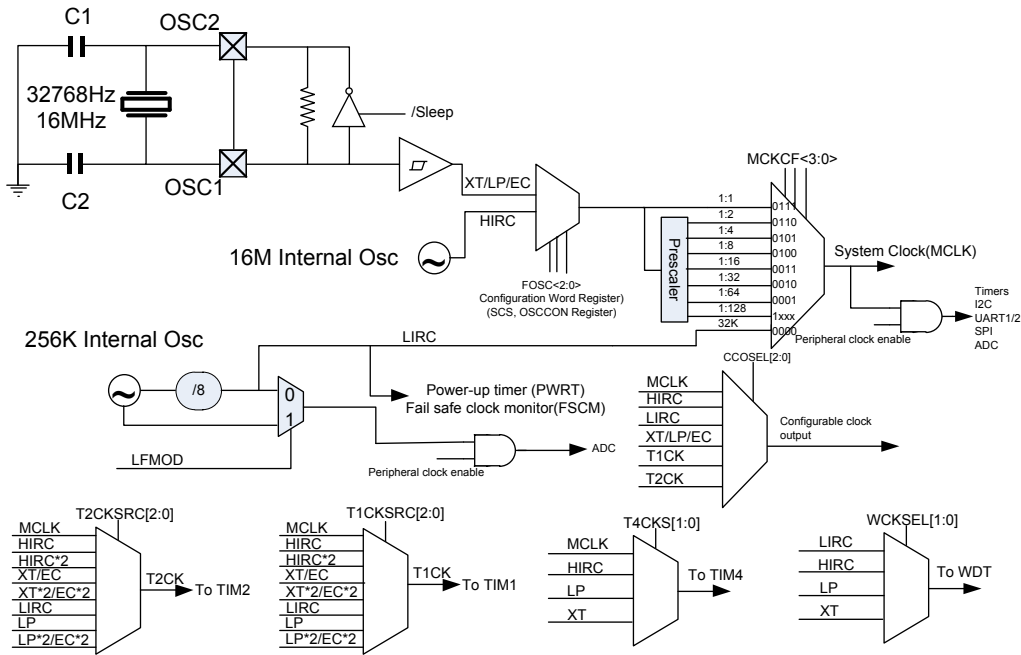 C1
OSC2
32768Hz
16MHz
/Sleep
C2
OSC1
XT/LP/EC
HIRC
16M Internal Osc
FOSC<2:0>
Configuration Word Register)
(SCS, OSCCON Register)
MCKCF<3:0>
Prescaler
1:1
1:2
1:4
1:8
1:16
1:32
1:64
1:128
32K
0111
0110
0101
0100
0011
0010
0001
1xxx
0000
System Clock(MCLK)
Peripheral clock enable
Timers
I2C
UART1/2
SPI
ADC
256K Internal Osc
LIRC
/8
0
1
LFMOD
Power-up timer (PWRT)
Fail safe clock monitor(FSCM)
Peripheral clock enable
ADC
CCOSEL[2:0]
MCLK
HIRC
LIRC
XT/LP/EC
T1CK
T2CK
Configurable clock
output
T2CKSRC[2:0]
MCLK
HIRC
HIRC*2
XT/EC
XT*2/EC*2
LIRC
LP
LP*2/EC*2
T2CK
To TIM2
T1CKSRC[2:0]
MCLK
HIRC
HIRC*2
XT/EC
XT*2/EC*2
LIRC
LP
LP*2/EC*2
T1CK
To TIM1
T4CKS[1:0]
MCLK
HIRC
LP
XT
To TIM4
WCKSEL[1:0]
LIRC
HIRC
LP
XT
To WDT